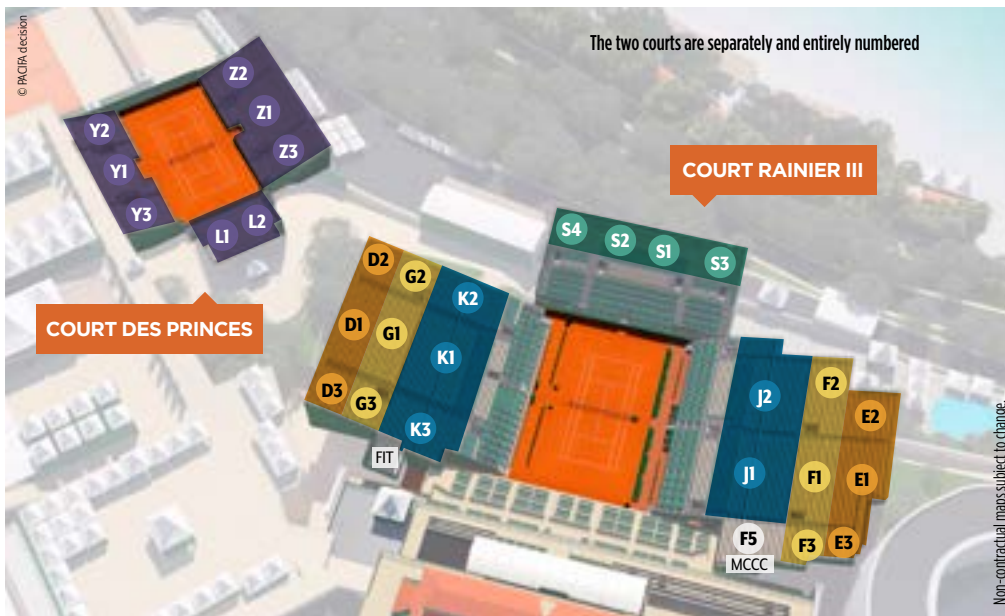 © PACIFA decision
The two courts are separately and entirely numbered
Z2
Z1
Z3
Y2
Y1
Y3
L2
L1
COURT RAINIER III
S4
S2
S1
S3
COURT DES PRINCES
D2
G2
K2
D1
G1
K1
D3
G3
K3
FIT
J2
F2
E2
J1
F1
E1
F5
F3
E3
MCCC
Non-contractual maps subject to change.